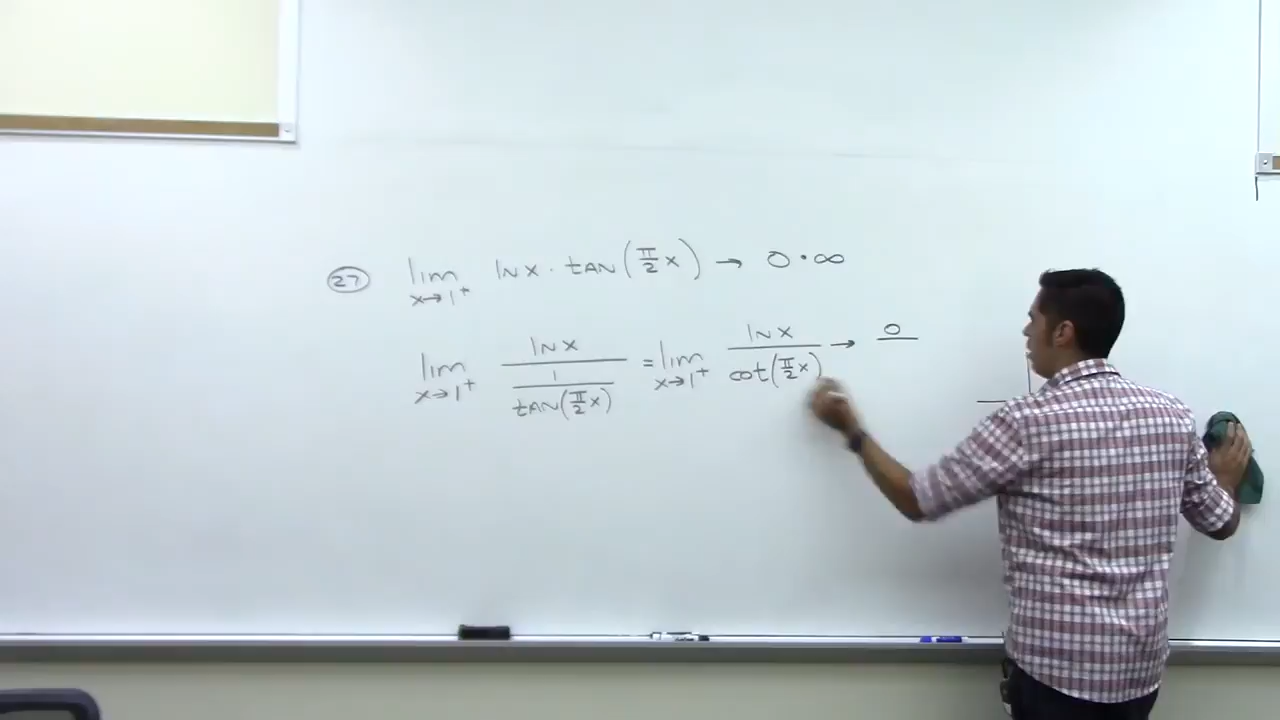 27 lim x→1⁺ ln x · tan(π/2 x) → 0·∞
lim x→1⁺ ln x / (1 / tan(π/2 x)) = lim x→1⁺ ln x / cot(π/2 x) → 0/